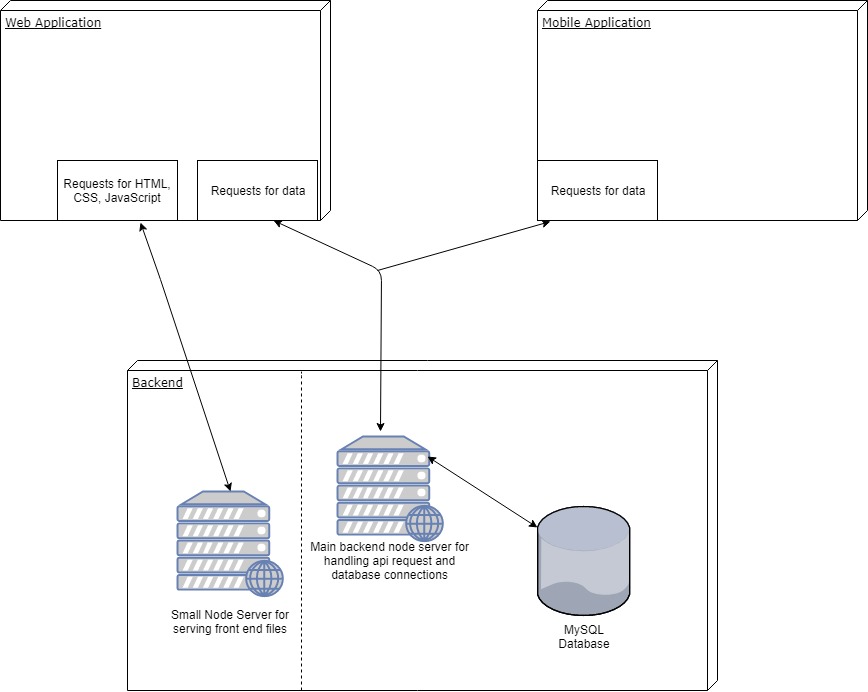 Web Application
Mobile Application
Requests for HTML,
CSS, JavaScript
Requests for data
Requests for data
Backend
Main backend node server for
handling api request and
database connections
Small Node Server for
serving front end files
MySQL
Database